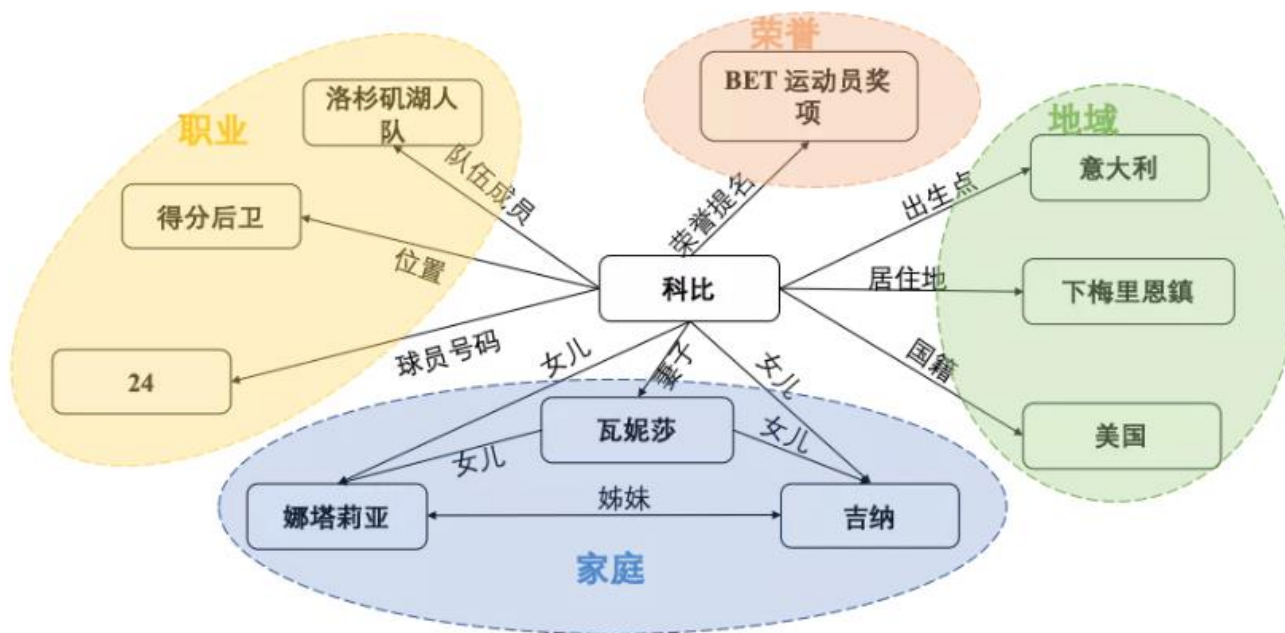 荣誉
BET 运动员奖
项
职业
洛杉矶湖人
队
地域
意大利
队伍成员
荣誉提名
出生点
得分后卫
位置
科比
居住地
下梅里恩鎮
24
球员号码
女儿
妻子
女儿
国籍
瓦妮莎
美国
女儿
女儿
娜塔莉亚
姊妹
吉纳
家庭